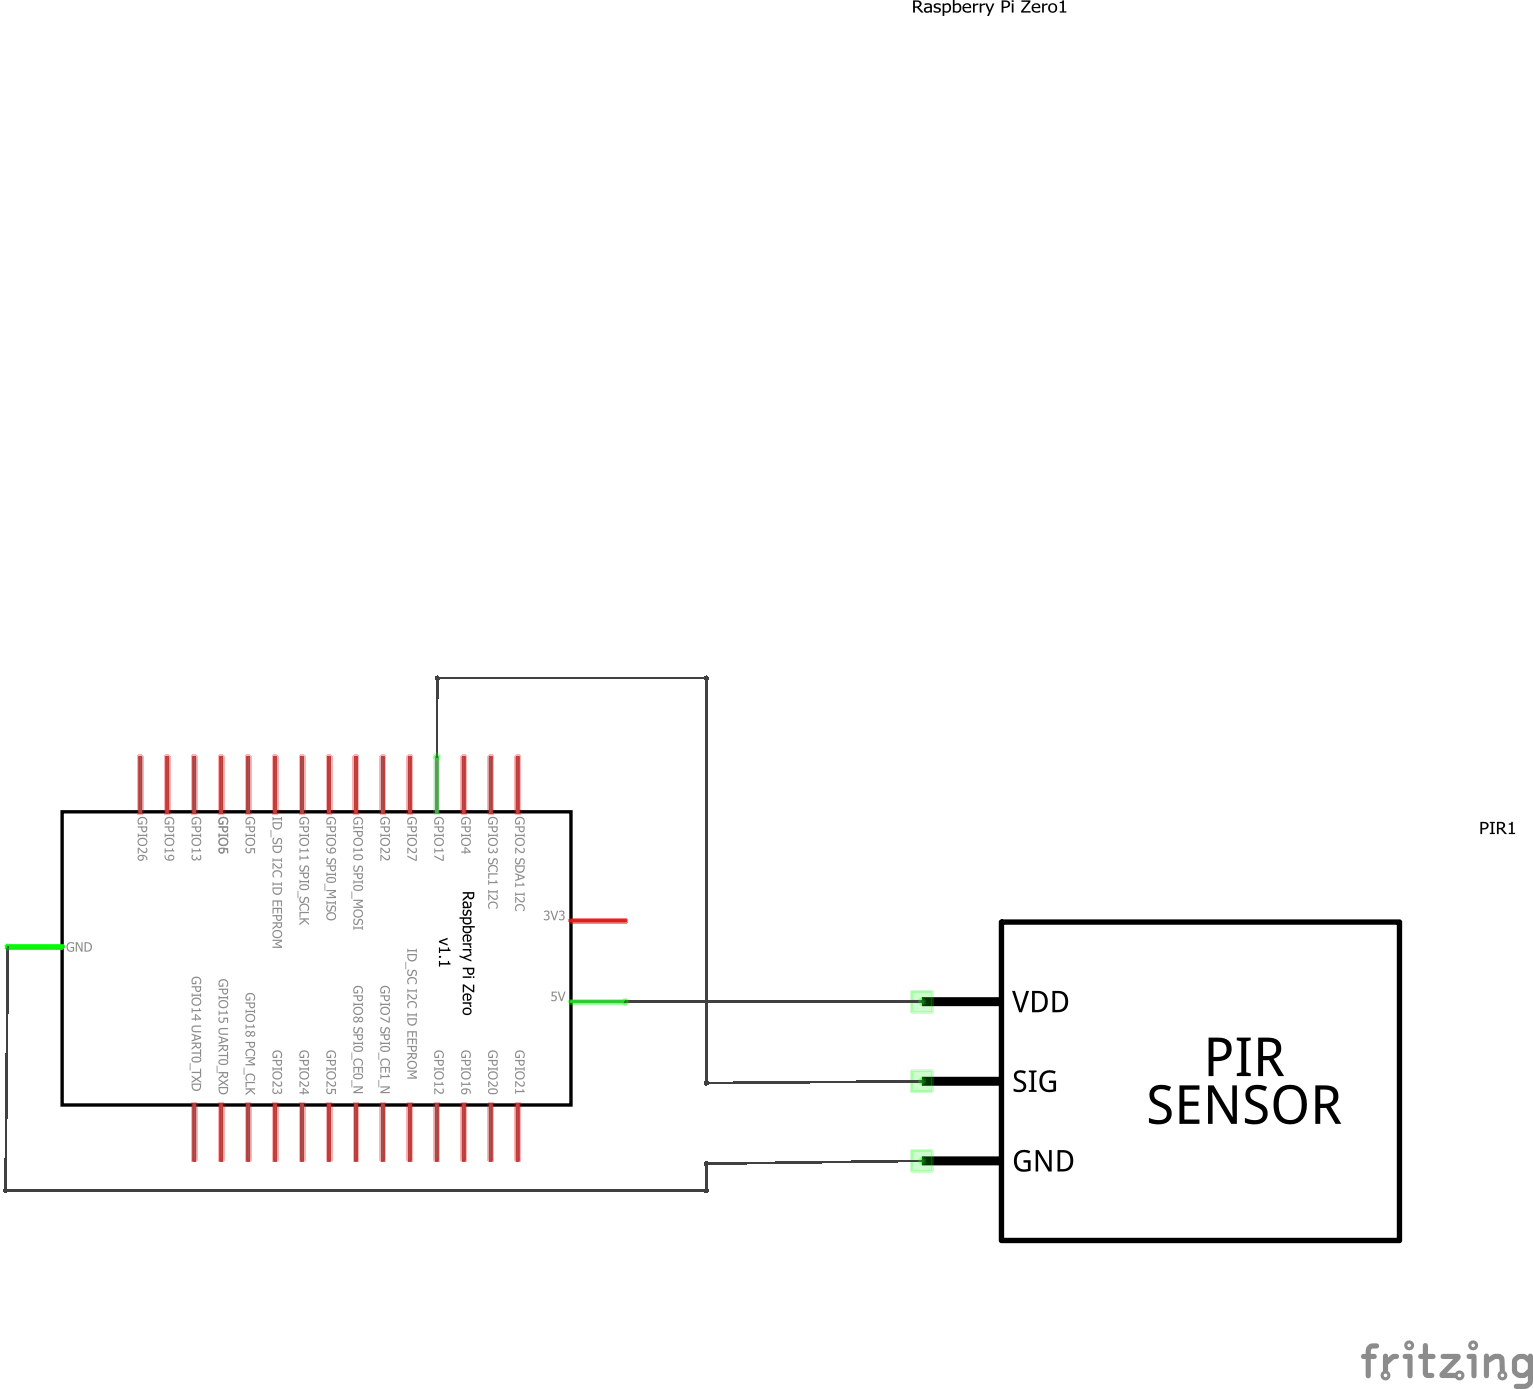 Raspberry Pi Zero1
GPIO26
GPIO19
GPIO13
GPIO6
GPIO5
ID_SD I2C ID EEPROM
GPIO11 SPI0_SCLK
GPIO9 SPI0_MISO
GIPO10 SPI0_MOSI
GPIO22
GPIO27
GPIO17
GPIO4
GPIO3 SCL1 I2C
GPIO2 SDA1 I2C
PIR1
3V3
Raspberry Pi Zero
v1.1
GND
5V
GPIO14 UART0_TXD
GPIO15 UART0_RXD
GPIO18 PCM_CLK
GPIO23
GPIO24
GPIO25
GPIO8 SPI0_CE0_N
GPIO7 SPI0_CE1_N
ID_SC I2C ID EEPROM
GPIO12
GPIO16
GPIO20
GPIO21
VDD
SIG
GND
PIR
SENSOR
fritzing